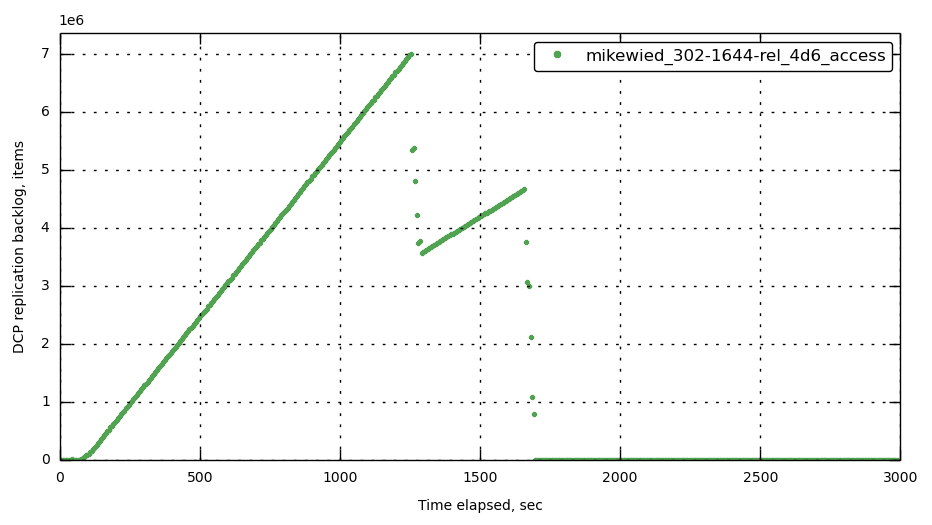 1e6
mikewied_302-1644-rel_4d6_access
7
6
5
4
3
2
1
0
DCP replication backlog, items
0 500 1000 1500 2000 2500 3000
Time elapsed, sec